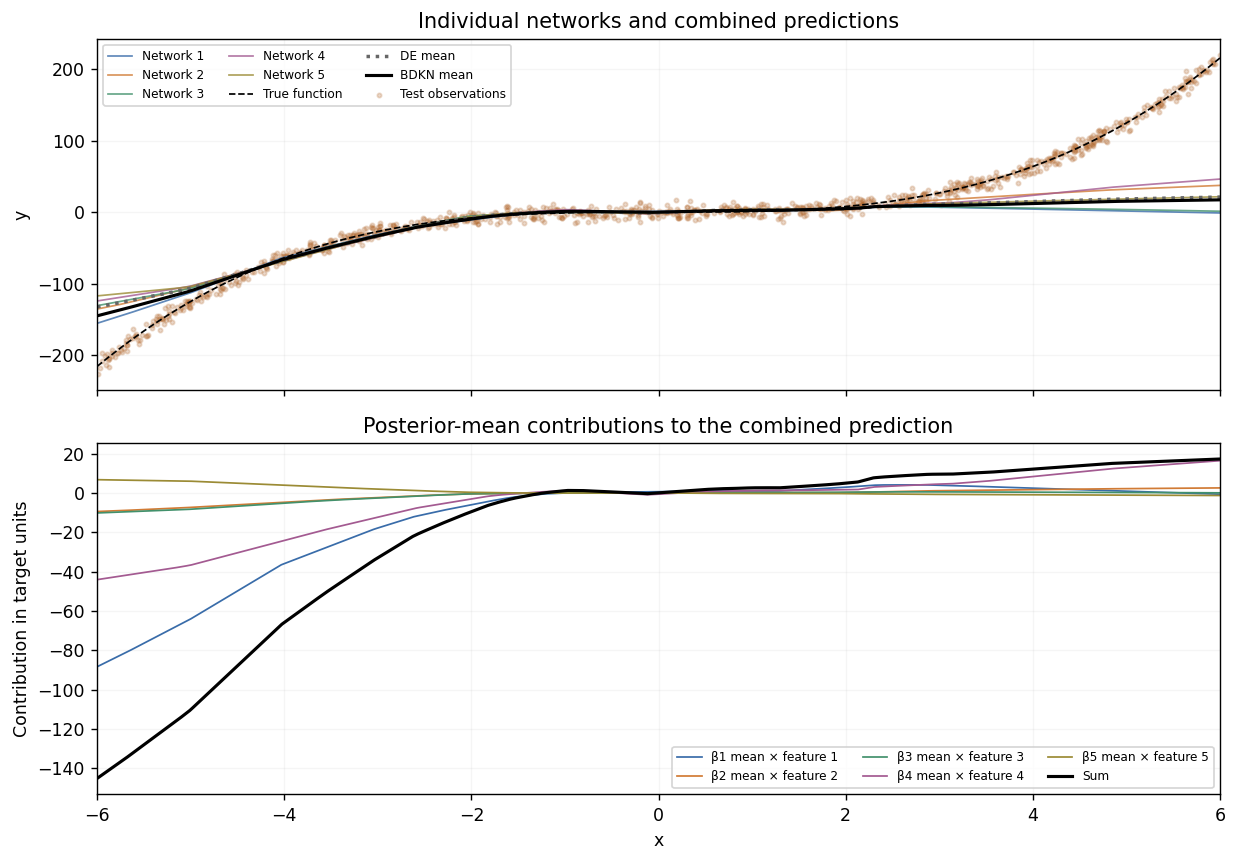 Individual networks and combined predictions
Network 1
Network 2
Network 3
Network 4
Network 5
True function
DE mean
BDKN mean
Test observations
y
200
100
0
−100
−200
Posterior-mean contributions to the combined prediction
Contribution in target units
20
0
−20
−40
−60
−80
−100
−120
−140
β1 mean × feature 1
β2 mean × feature 2
β3 mean × feature 3
β4 mean × feature 4
β5 mean × feature 5
Sum
−6
−4
−2
0
2
4
6
x